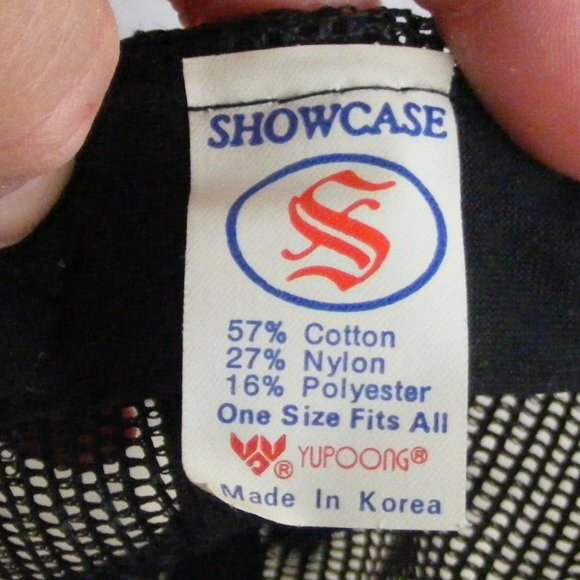 SHOWCASE
S
57% Cotton
27% Nylon
16% Polyester
One Size Fits All
® YUPOONG®
Made In Korea